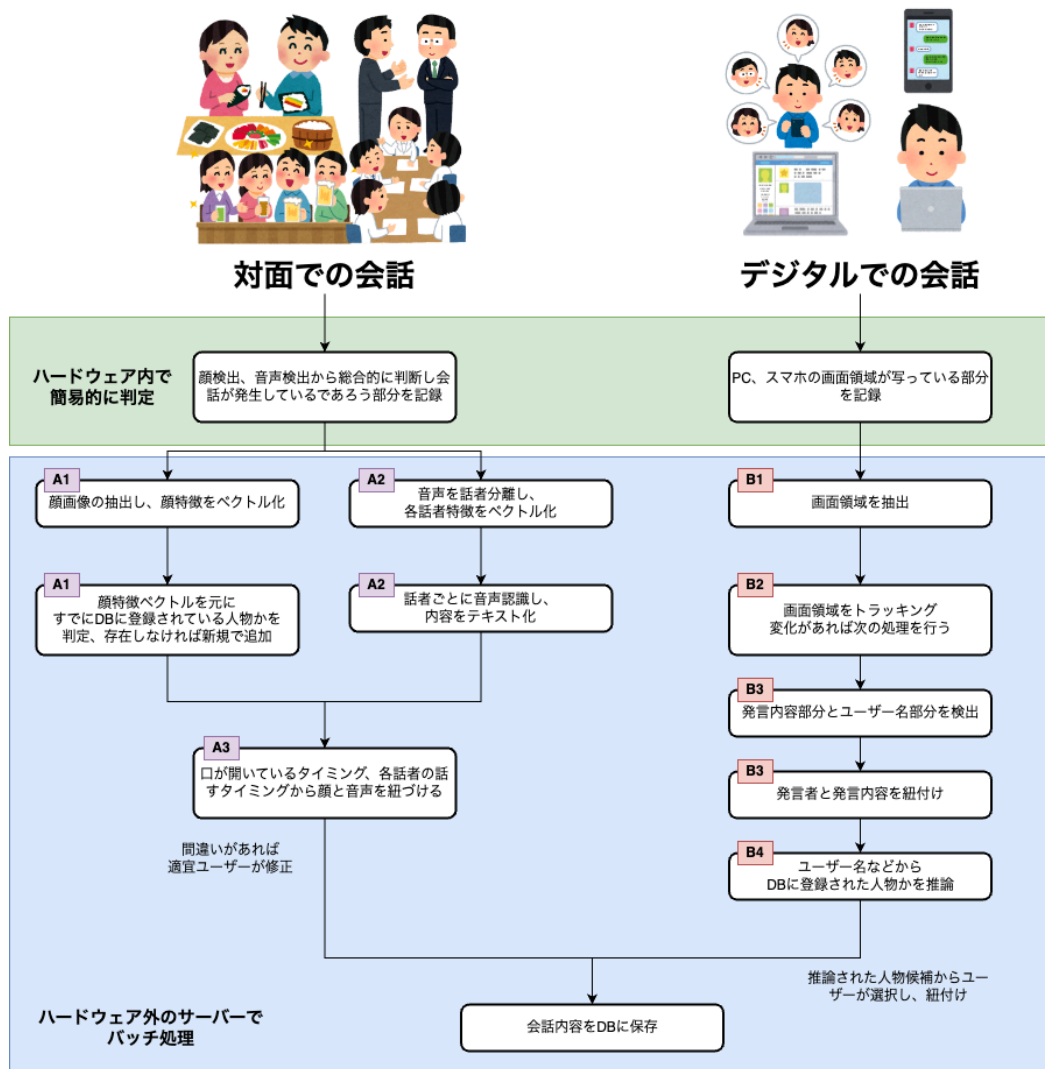 対面での会話
デジタルでの会話
ハードウェア内で
簡易的に判定
顔検出、音声検出から総合的に判断し会
話が発生しているであろう部分を記録
PC、スマホの画面領域が写っている部分
を記録
A1
顔画像の抽出し、顔特徴をベクトル化
A2
音声を話者分離し、
各話者特徴をベクトル化
B1
画面領域を抽出
A1
顔特徴ベクトルを元に
すでにDBに登録されている人物かを
判定、存在しなければ新規で追加
A2
話者ごとに音声認識し、
内容をテキスト化
B2
画面領域をトラッキング
変化があれば次の処理を行う
B3
発言内容部分とユーザー名部分を検出
A3
口が開いているタイミング、各話者の話
すタイミングから顔と音声を紐づける
B3
発言者と発言内容を紐付け
間違いがあれば
適宜ユーザーが修正
B4
ユーザー名などから
DBに登録された人物かを推論
推論された人物候補からユー
ザーが選択し、紐付け
ハードウェア外のサーバーで
バッチ処理
会話内容をDBに保存